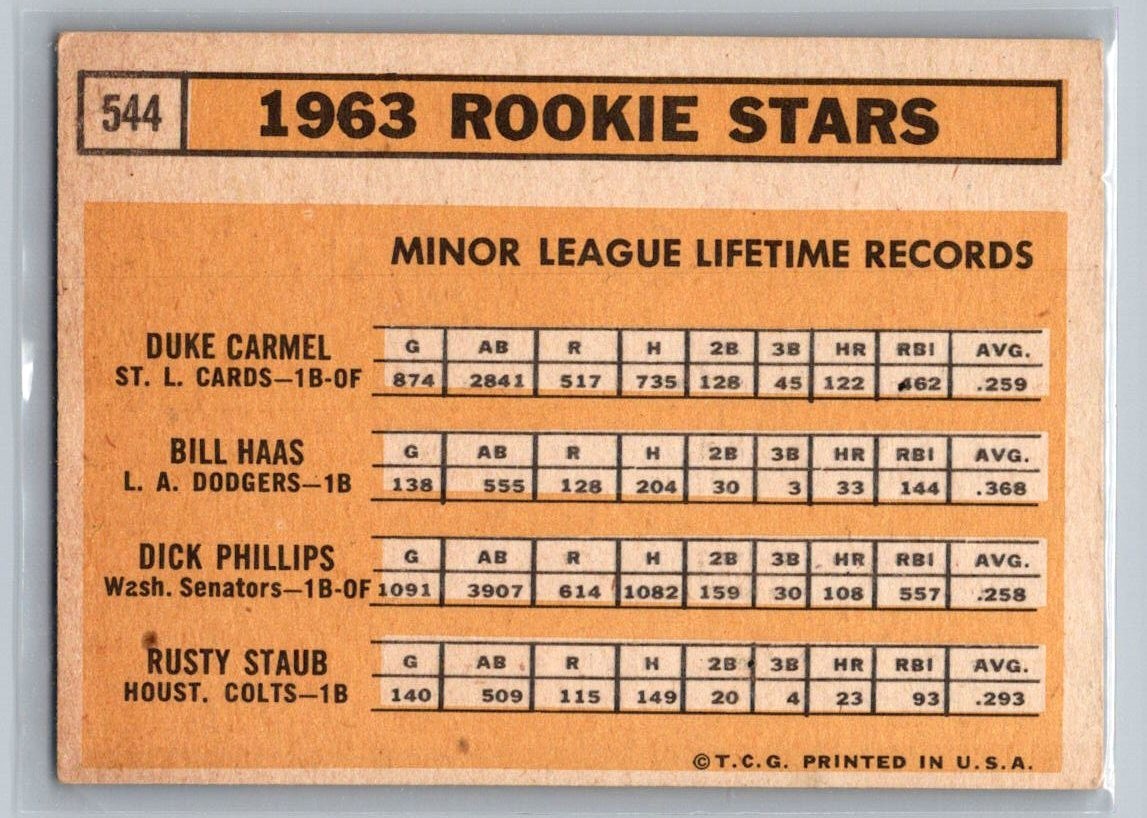 544 1963 ROOKIE STARS
MINOR LEAGUE LIFETIME RECORDS
DUKE CARMEL G AB R H 2B 3B HR RBI AVG.
ST. L. CARDS—1B-OF 874 2841 517 735 128 45 122 462 .259
BILL HAAS G AB R H 2B 3B HR RBI AVG.
L. A. DODGERS—1B 138 555 128 204 30 3 33 144 .368
DICK PHILLIPS G AB R H 2B 3B HR RBI AVG.
Wash. Senators—1B-OF 1091 3907 614 1082 159 30 108 557 .258
RUSTY STAUB G AB R H 2B 3B HR RBI AVG.
HOUST. COLTS—1B 140 509 115 149 20 4 23 93 .293
©T.C.G. PRINTED IN U.S.A.